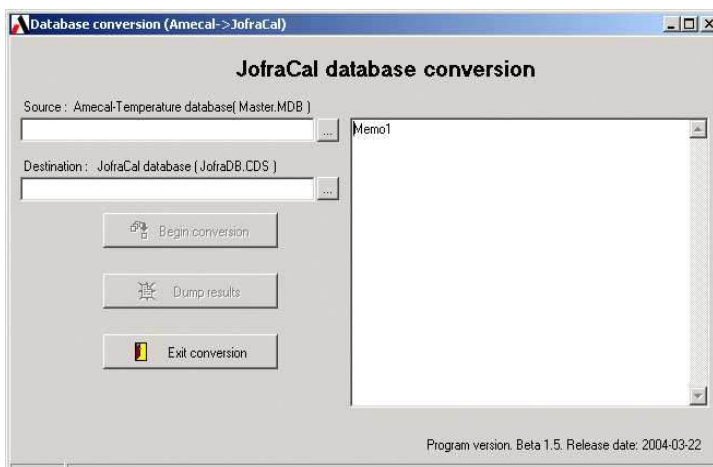 Database conversion (Amecal->JofraCal)
JofraCal database conversion
Source : Amecal-Temperature database( Master.MDB )
...
Memo1
Destination : JofraCal database ( JofraDB.CDS )
...
Begin conversion
Dump results
Exit conversion
Program version. Beta 1.5. Release date: 2004-03-22